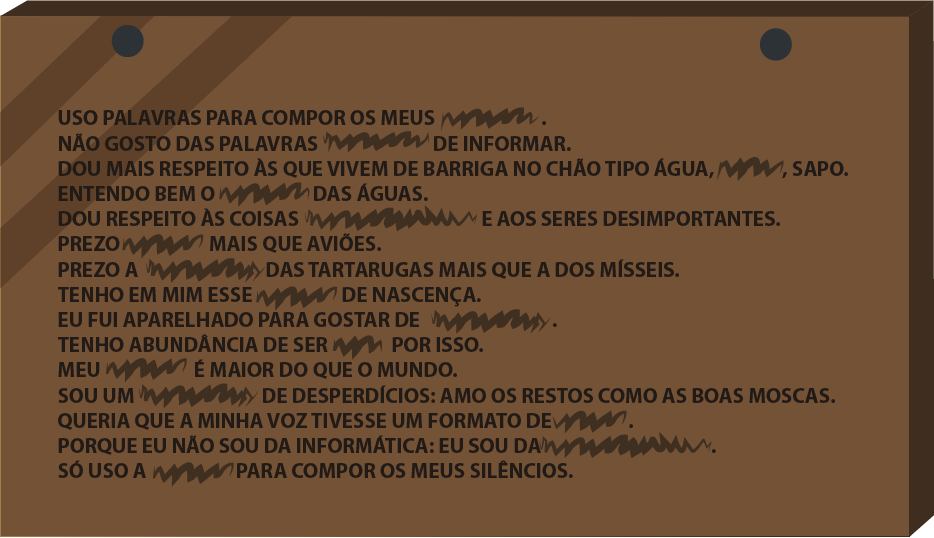 USO PALAVRAS PARA COMPOR OS MEUS .
NÃO GOSTO DAS PALAVRAS DE INFORMAR.
DOU MAIS RESPEITO ÀS QUE VIVEM DE BARRIGA NO CHÃO TIPO ÁGUA, , SAPO.
ENTENDO BEM O DAS ÁGUAS.
DOU RESPEITO ÀS COISAS E AOS SERES DESIMPORTANTES.
PREZO MAIS QUE AVIÕES.
PREZO A DAS TARTARUGAS MAIS QUE A DOS MÍSSEIS.
TENHO EM MIM ESSE DE NASCENÇA.
EU FUI APARELHADO PARA GOSTAR DE .
TENHO ABUNDÂNCIA DE SER POR ISSO.
MEU É MAIOR DO QUE O MUNDO.
SOU UM DE DESPERDÍCIOS: AMO OS RESTOS COMO AS BOAS MOSCAS.
QUERIA QUE A MINHA VOZ TIVESSE UM FORMATO DE .
PORQUE EU NÃO SOU DA INFORMÁTICA: EU SOU DA .
SÓ USO A PARA COMPOR OS MEUS SILÊNCIOS.